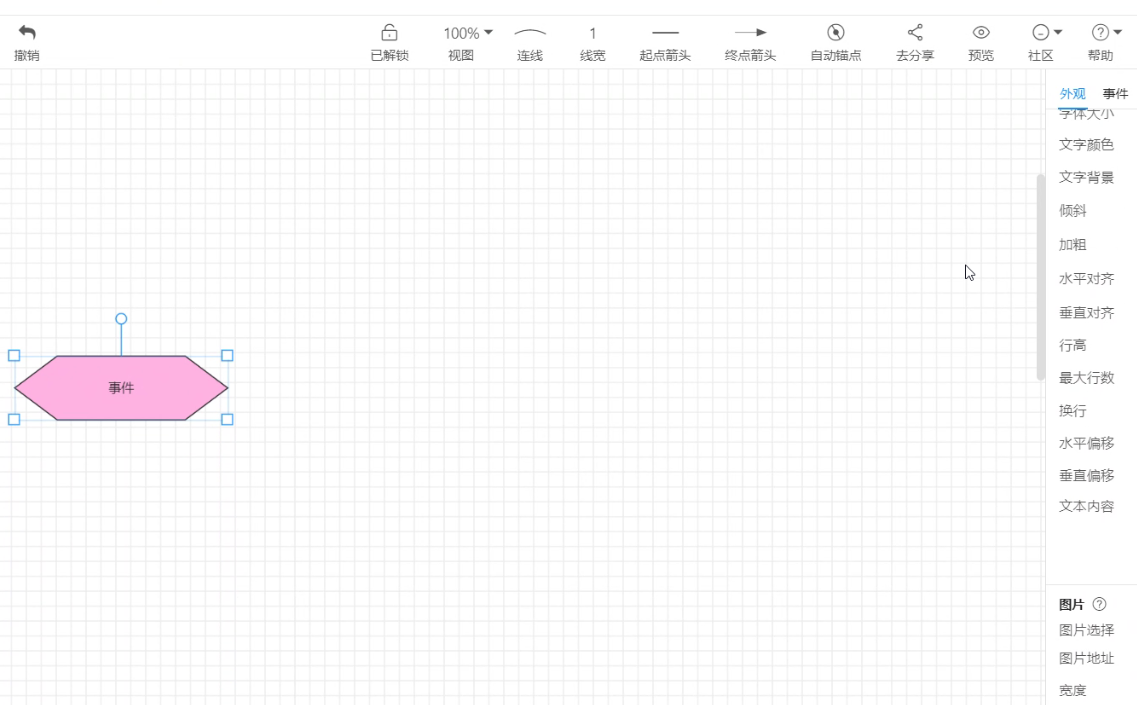 撤销
已解锁
100%
视图
连线
1
线宽
起点箭头
终点箭头
自动锚点
去分享
预览
社区
帮助
外观 事件
字体大小
文字颜色
文字背景
倾斜
加粗
水平对齐
垂直对齐
行高
最大行数
换行
水平偏移
垂直偏移
文本内容
图片
图片选择
图片地址
宽度
事件